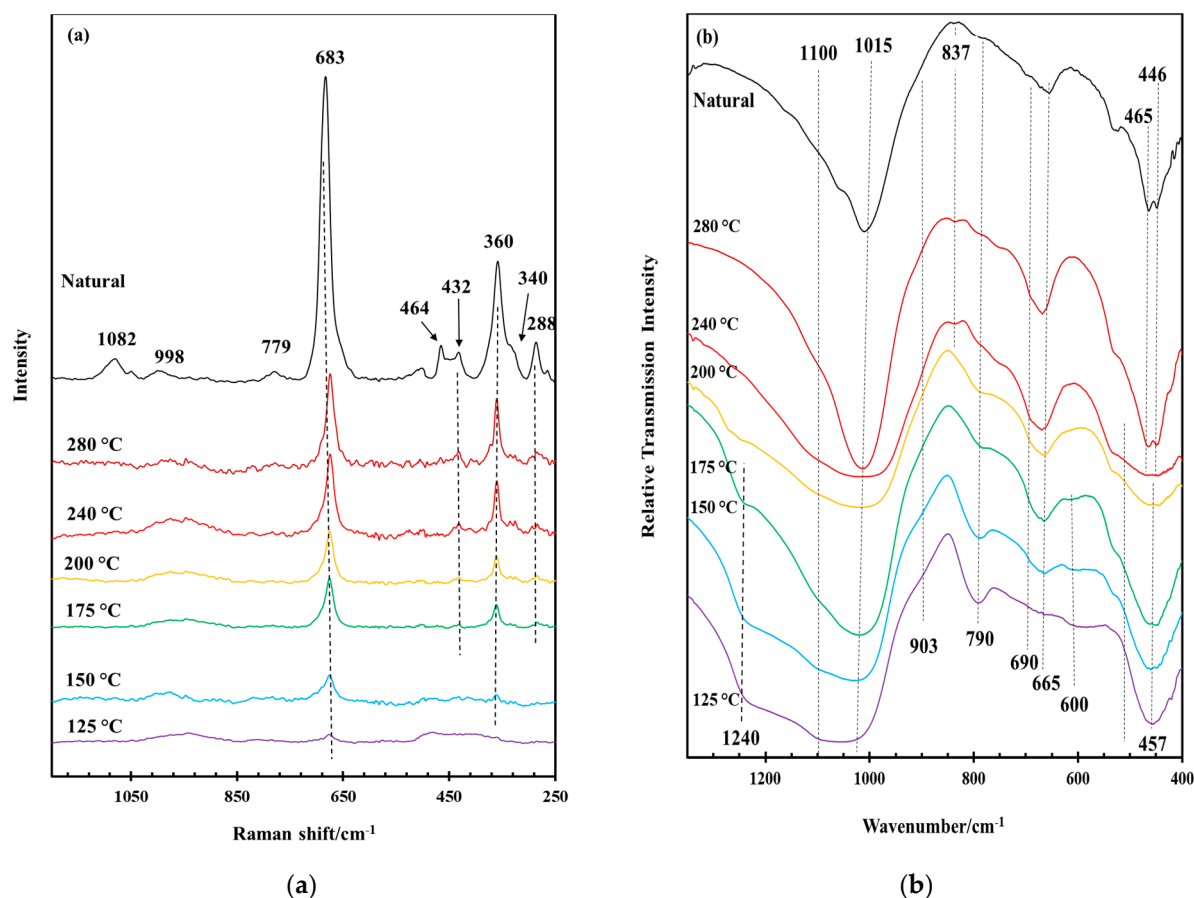 (a)
683
360
340
432
464
288
Natural
1082
998
779
280 °C
240 °C
200 °C
175 °C
150 °C
125 °C
Intensity
1050
850
650
450
250
Raman shift/cm-1
(a)
(b)
1100
1015
837
446
465
Natural
280 °C
240 °C
200 °C
175 °C
150 °C
125 °C
903
790
690
665
600
457
1240
Relative Transmission Intensity
1200
1000
800
600
400
Wavenumber/cm-1
(b)